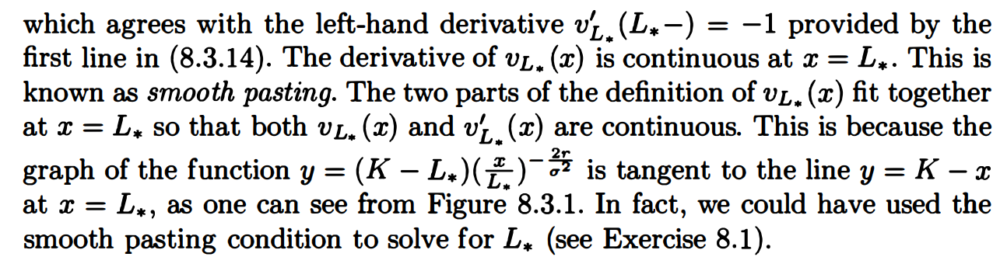 which agrees with the left-hand derivative $v'_{L_*}(L_*-) = -1$ provided by the
first line in (8.3.14). The derivative of $v_{L_*}(x)$ is continuous at $x = L_*$. This is
known as smooth pasting. The two parts of the definition of $v_{L_*}(x)$ fit together
at $x = L_*$ so that both $v_{L_*}(x)$ and $v'_{L_*}(x)$ are continuous. This is because the
graph of the function $y = (K - L_*)(\frac{x}{L_*})^{-\frac{2r}{\sigma^2}}$ is tangent to the line $y = K - x$
at $x = L_*$, as one can see from Figure 8.3.1. In fact, we could have used the
smooth pasting condition to solve for $L_*$ (see Exercise 8.1).